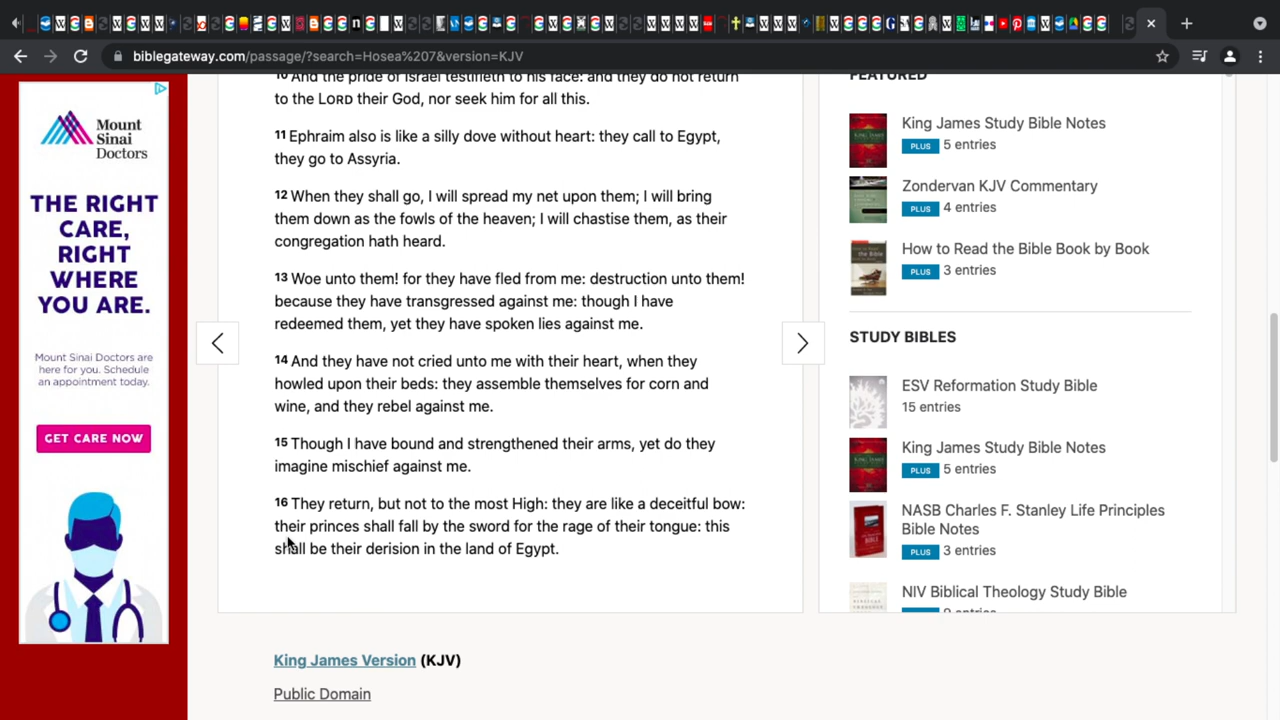 biblegateway.com/passage/?search=Hosea%207&version=KJV
Mount
Sinai
Doctors
THE RIGHT
CARE,
RIGHT
WHERE
YOU ARE.
Mount Sinai Doctors are
here for you. Schedule
an appointment today.
GET CARE NOW
10 And the pride of Israel testifieth to his face: and they do not return
to the LORD their God, nor seek him for all this.
11 Ephraim also is like a silly dove without heart: they call to Egypt,
they go to Assyria.
12 When they shall go, I will spread my net upon them; I will bring
them down as the fowls of the heaven; I will chastise them, as their
congregation hath heard.
13 Woe unto them! for they have fled from me: destruction unto them!
because they have transgressed against me: though I have
redeemed them, yet they have spoken lies against me.
14 And they have not cried unto me with their heart, when they
howled upon their beds: they assemble themselves for corn and
wine, and they rebel against me.
15 Though I have bound and strengthened their arms, yet do they
imagine mischief against me.
16 They return, but not to the most High: they are like a deceitful bow:
their princes shall fall by the sword for the rage of their tongue: this
shall be their derision in the land of Egypt.
King James Version (KJV)
Public Domain
FEATURED
King James Study Bible Notes
PLUS 5 entries
Zondervan KJV Commentary
PLUS 4 entries
How to Read the Bible Book by Book
PLUS 3 entries
STUDY BIBLES
ESV Reformation Study Bible
15 entries
King James Study Bible Notes
PLUS 5 entries
NASB Charles F. Stanley Life Principles
Bible Notes
PLUS 3 entries
NIV Biblical Theology Study Bible